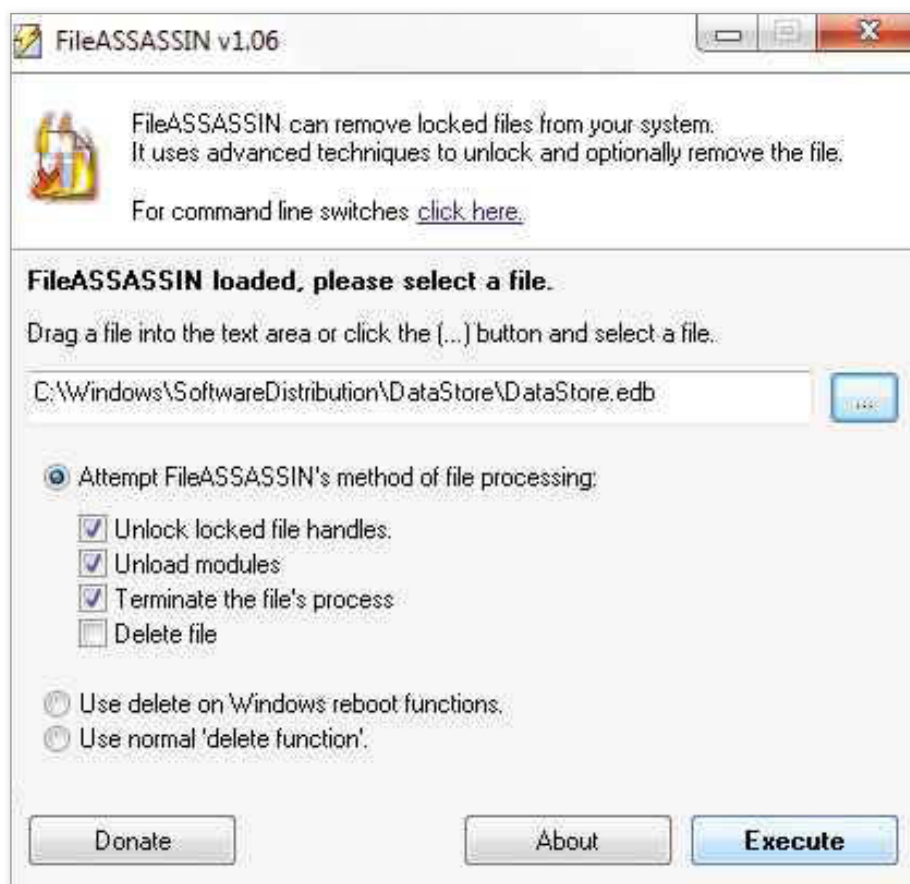 FileASSASSIN v1.06
FileASSASSIN can remove locked files from your system.
It uses advanced techniques to unlock and optionally remove the file.
For command line switches click here.
FileASSASSIN loaded, please select a file.
Drag a file into the text area or click the (...) button and select a file.
C:\Windows\SoftwareDistribution\DataStore\DataStore.edb
...
Attempt FileASSASSIN's method of file processing:
Unlock locked file handles.
Unload modules
Terminate the file's process
Delete file
Use delete on Windows reboot functions.
Use normal 'delete function'.
Donate
About
Execute